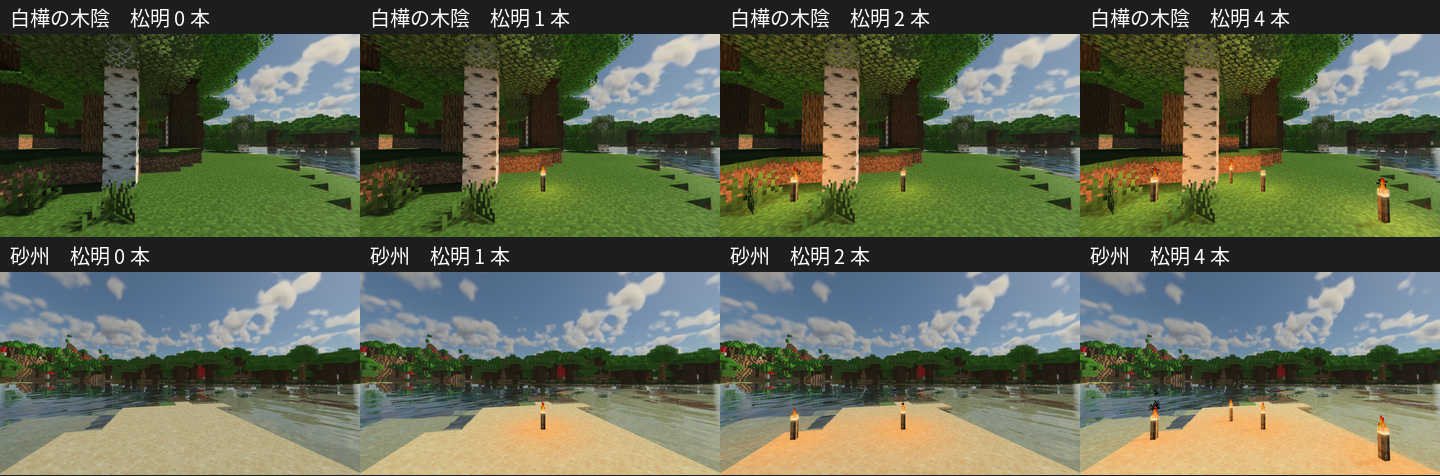 白樺の木陰　松明０本
白樺の木陰　松明１本
白樺の木陰　松明２本
白樺の木陰　松明４本
砂州　松明０本
砂州　松明１本
砂州　松明２本
砂州　松明４本